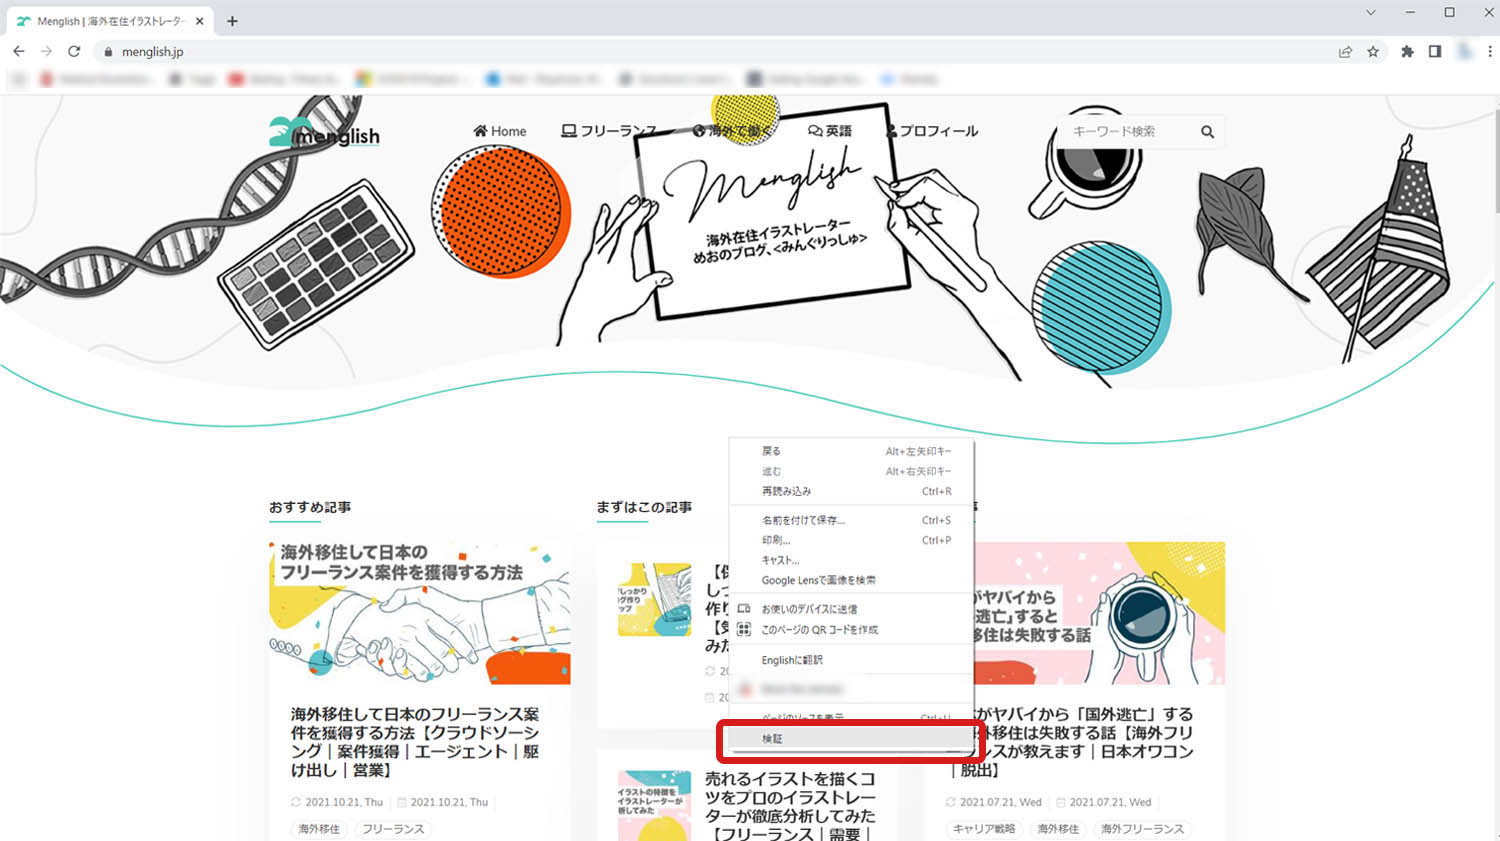 Menglish | 海外在住イラストレーター
menglish.jp
menglish
Home
フリーランス
海外で働く
英語
プロフィール
キーワード検索
Menglish
海外在住イラストレーター
めおのブログ、<みんぐりっしゅ>
戻る Alt+左矢印キー
進む Alt+右矢印キー
再読み込み Ctrl+R
名前を付けて保存... Ctrl+S
印刷... Ctrl+P
キャスト...
Google Lensで画像を検索
お使いのデバイスに送信
このページの QR コードを作成
Englishに翻訳
ページのソースを表示 Ctrl+U
検証
おすすめ記事
海外移住して日本の
フリーランス案件を獲得する方法
海外移住して日本のフリーランス案
件を獲得する方法【クラウドソーシ
ング｜案件獲得｜エージェント｜駆
け出し｜営業】
2021.10.21, Thu 2021.10.21, Thu
海外移住 フリーランス
まずはこの記事
しっかり
グ作り
ップ
作り
みた
イラストの特徴を
イラストレーターが
析してみた
売れるイラストを描くコ
ツをプロのイラストレー
ターが徹底分析してみた
【フリーランス｜需要｜
事
がヤバイから
逃亡」すると
移住は失敗する話
がヤバイから「国外逃亡」する
外移住は失敗する話【海外フリ
ンスが教えます｜日本オワコン
｜脱出】
2021.07.21, Wed 2021.07.21, Wed
キャリア戦略 海外移住 海外フリーランス